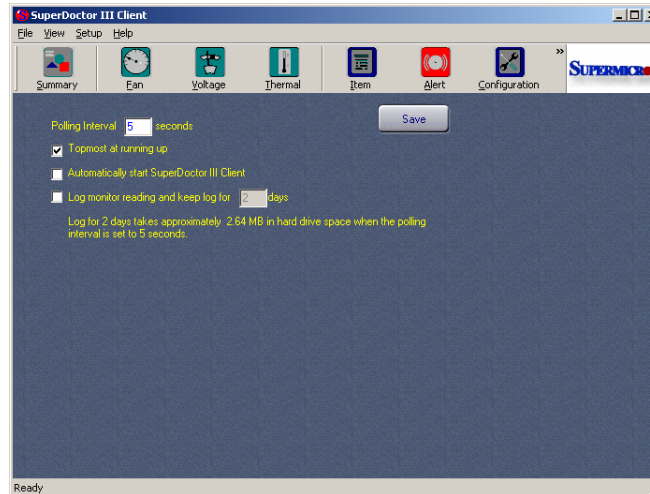 SuperDoctor III Client
File View Setup Help
Summary Fan Voltage Thermal Item Alert Configuration »
Polling Interval 5 seconds
Save
Topmost at running up
Automatically start SuperDoctor III Client
Log monitor reading and keep log for 2 days
Log for 2 days takes approximately 2.64 MB in hard drive space when the polling
interval is set to 5 seconds.
Ready